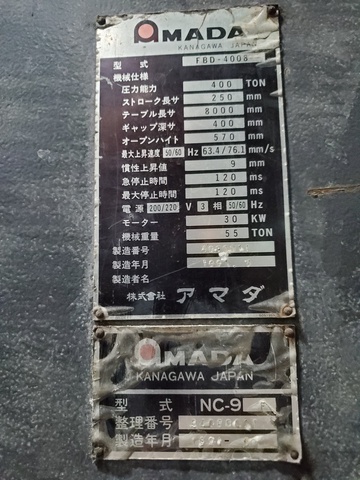 AMADA
KANAGAWA JAPAN
型式 FBD-4008
機械仕様
圧力能力 400 TON
ストローク長サ 250 mm
テーブル長サ 8000 mm
ギャップ深サ 400 mm
オープンハイト 570 mm
最大上昇速度 50/60 Hz 63.4/76.1 mm/s
慣性上昇値 9 mm
急停止時間 120 ms
最大停止時間 120 ms
電源 200/220 V 3 相 50/60 Hz
モーター 30 KW
機械重量 55 TON
製造番号
製造年月
製造者名
株式会社 アマダ
AMADA
KANAGAWA JAPAN
型式 NC-9
整理番号
製造年月